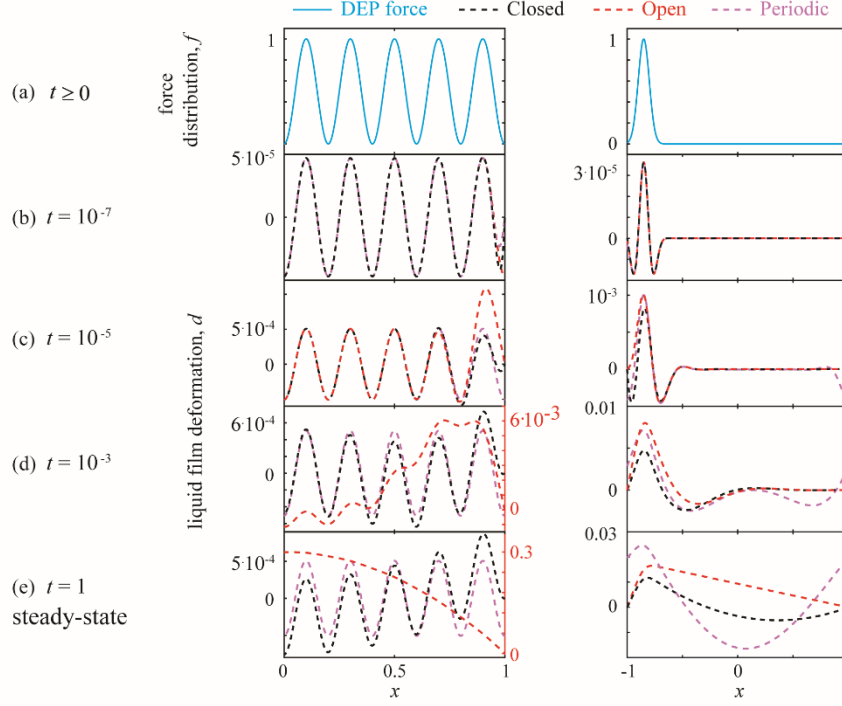 DEP force Closed Open Periodic
(a) t ≥ 0
force distribution, f
1
0
1
0
(b) t = 10⁻⁷
5·10⁻⁵
0
3·10⁻⁵
0
(c) t = 10⁻⁵
liquid film deformation, d
5·10⁻⁴
0
10⁻³
0
(d) t = 10⁻³
6·10⁻⁴
0
6·10⁻³
0
0.01
0
(e) t = 1
steady-state
5·10⁻⁴
0
0.3
0
0.03
0
0 0.5 1
x
-1 0
x